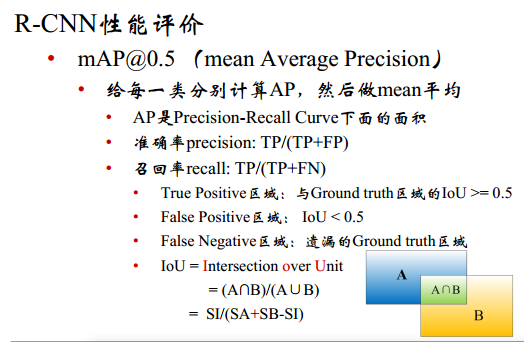 R-CNN性能评价
• mAP@0.5 （mean Average Precision）
• 给每一类分别计算AP，然后做mean平均
• AP是Precision-Recall Curve下面的面积
• 准确率precision: TP/(TP+FP)
• 召回率recall: TP/(TP+FN)
• True Positive区域：与Ground truth区域的IoU >= 0.5
• False Positive区域： IoU < 0.5
• False Negative区域：遗漏的Ground truth区域
• IoU = Intersection over Unit
= (A∩B)/(A∪B)
= SI/(SA+SB-SI)
A
A∩B
B